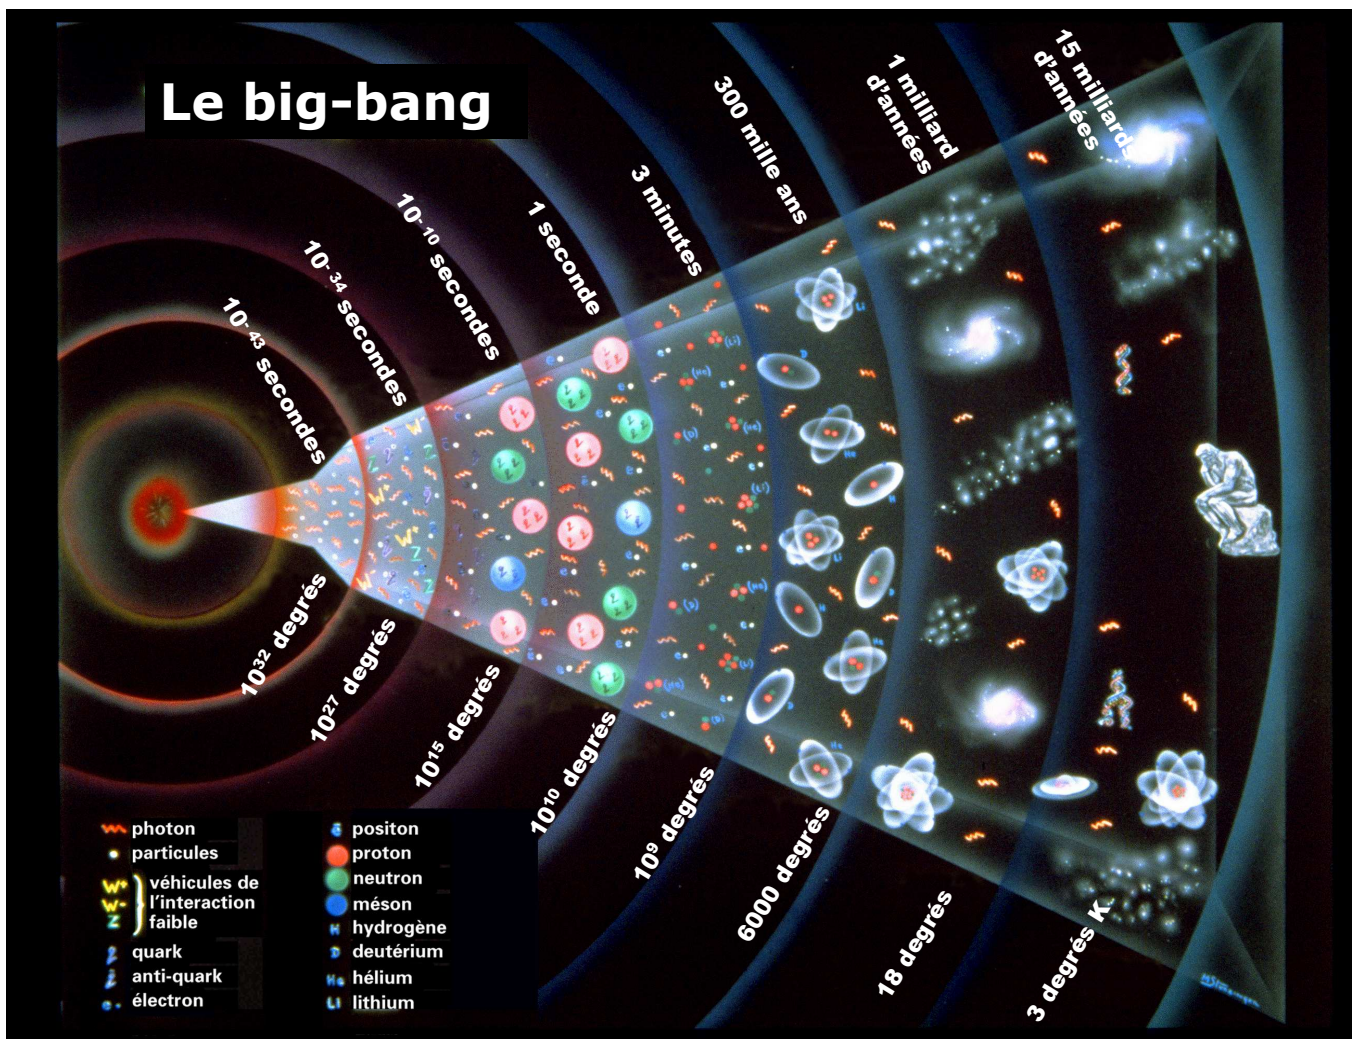 Le big-bang
10⁻⁴³ secondes
10⁻³⁴ secondes
10⁻¹⁰ secondes
1 seconde
3 minutes
300 mille ans
1 milliard
d'années
15 milliards
d'années
10³² degrés
10²⁷ degrés
10¹⁵ degrés
10¹⁰ degrés
10⁹ degrés
6000 degrés
18 degrés
3 degrés K
photon
particules
W+
W-
Z
véhicules de
l'interaction
faible
quark
anti-quark
électron
positon
proton
neutron
méson
H hydrogène
D deutérium
He hélium
Li lithium